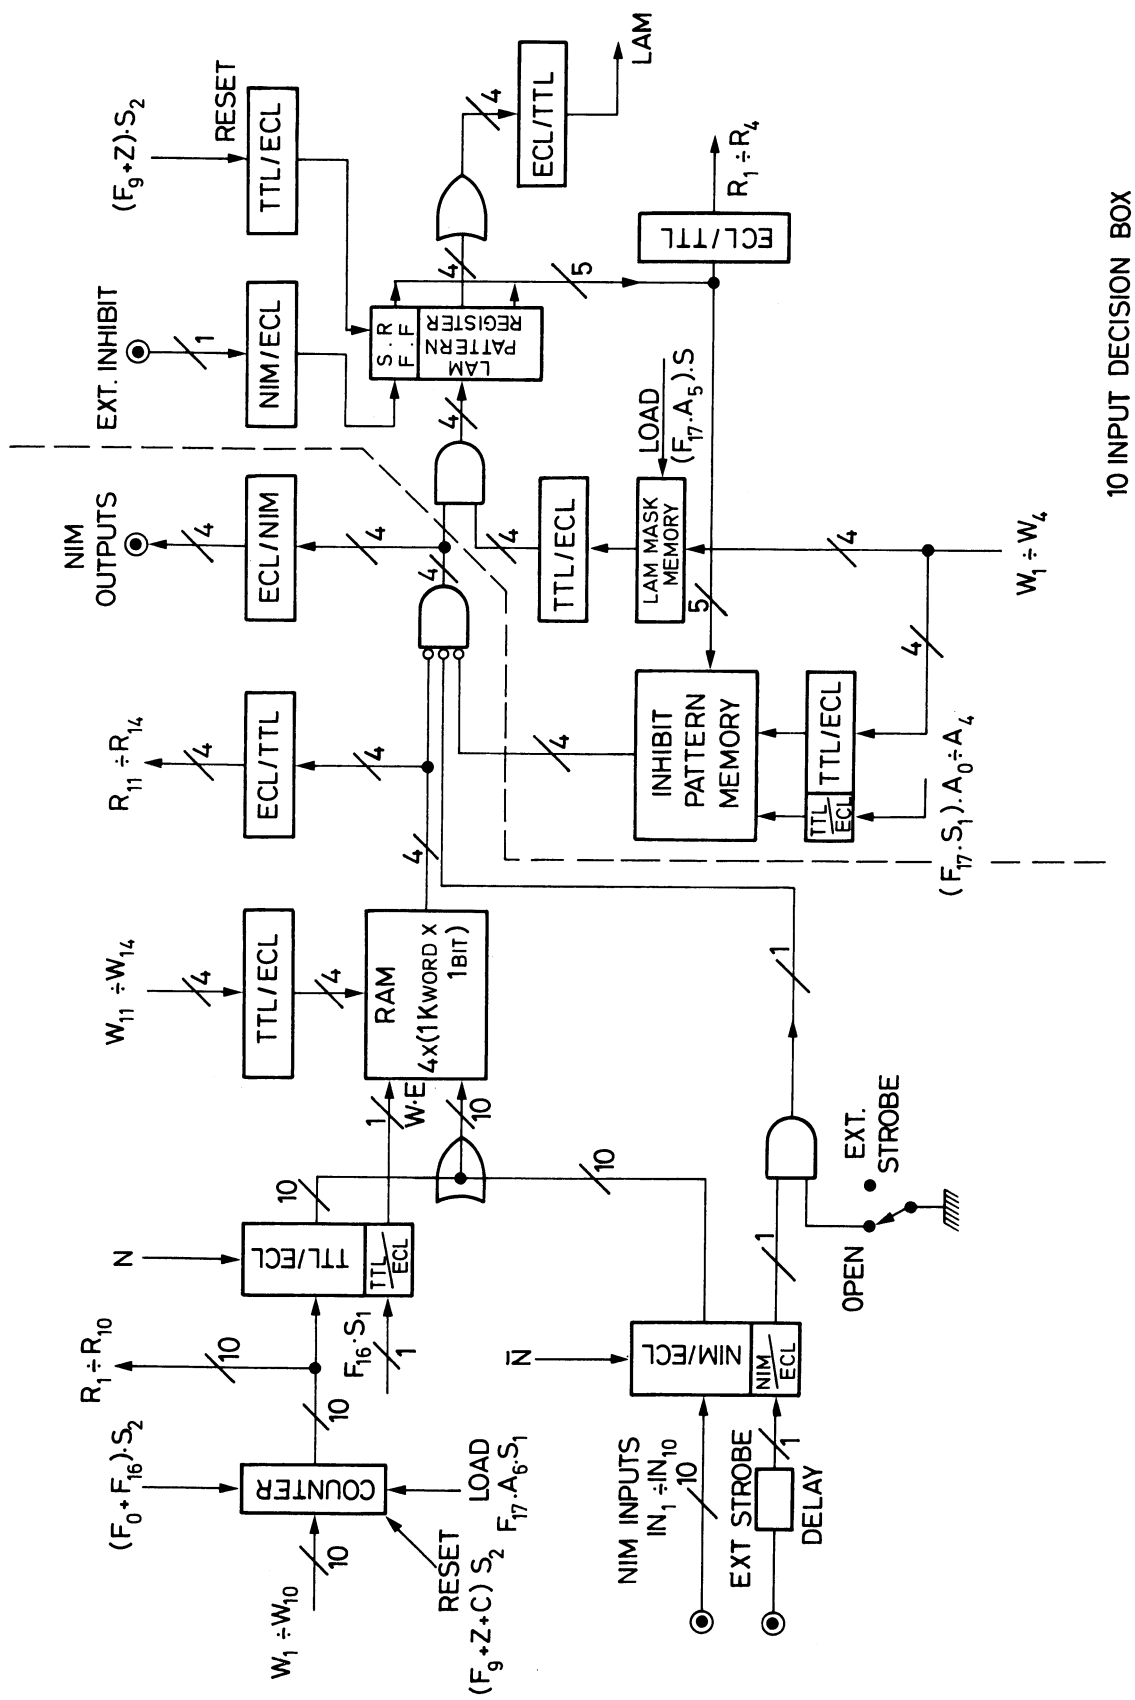 (F₉+Z)·S₂
RESET
TTL/ECL
ECL/TTL
4
LAM
EXT. INHIBIT
1
NIM/ECL
S.R
F.F
LAM
PATTERN
REGISTER
4
4
5
ECL/TTL
R₁÷R₄
NIM
OUTPUTS
4
ECL/NIM
4
4
4
TTL/ECL
LAM MASK
MEMORY
LOAD
(F₁₇.A₅).S
5
4
W₁÷W₄
4
R₁₁÷R₁₄
4
ECL/TTL
4
4
4
INHIBIT
PATTERN
MEMORY
TTL/ECL
TTL/ECL
(F₁₇.S₁).A₀÷A₄
W₁₁÷W₁₄
4
TTL/ECL
4
RAM
4x(1KWORD X
1BIT)
1
W·E
10
1
N
TTL/ECL
TTL/ECL
10
10
F₁₆·S₁
1
R₁÷R₁₀
10
10
(F₀+F₁₆)·S₂
COUNTER
LOAD
F₁₇.A₆.S₁
RESET
(F₉+Z+C) S₂
W₁÷W₁₀
10
N̅
NIM/ECL
NIM/ECL
1
OPEN
EXT.
STROBE
NIM INPUTS
IN₁÷IN₁₀
10
EXT STROBE
1
DELAY
10 INPUT DECISION BOX